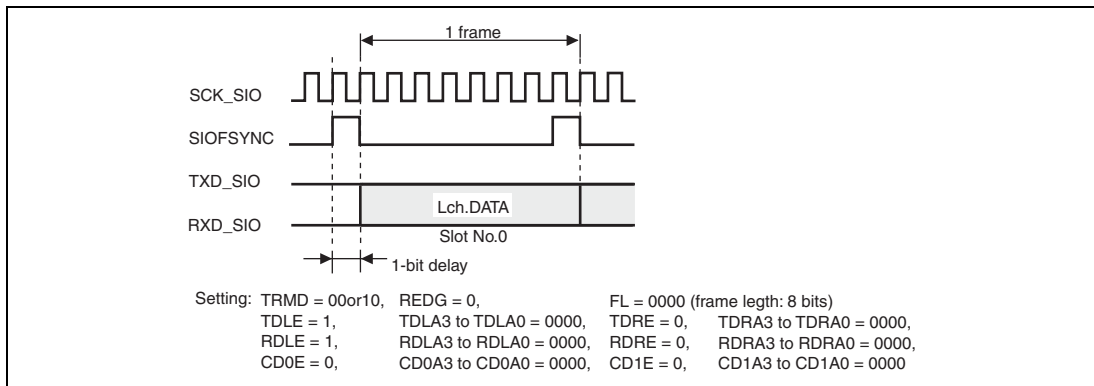 1 frame
SCK_SIO
SIOFSYNC
TXD_SIO
Lch.DATA
RXD_SIO
Slot No.0
1-bit delay
Setting: TRMD = 00or10, REDG = 0, FL = 0000 (frame legth: 8 bits)
TDLE = 1, TDLA3 to TDLA0 = 0000, TDRE = 0, TDRA3 to TDRA0 = 0000,
RDLE = 1, RDLA3 to RDLA0 = 0000, RDRE = 0, RDRA3 to RDRA0 = 0000,
CD0E = 0, CD0A3 to CD0A0 = 0000, CD1E = 0, CD1A3 to CD1A0 = 0000